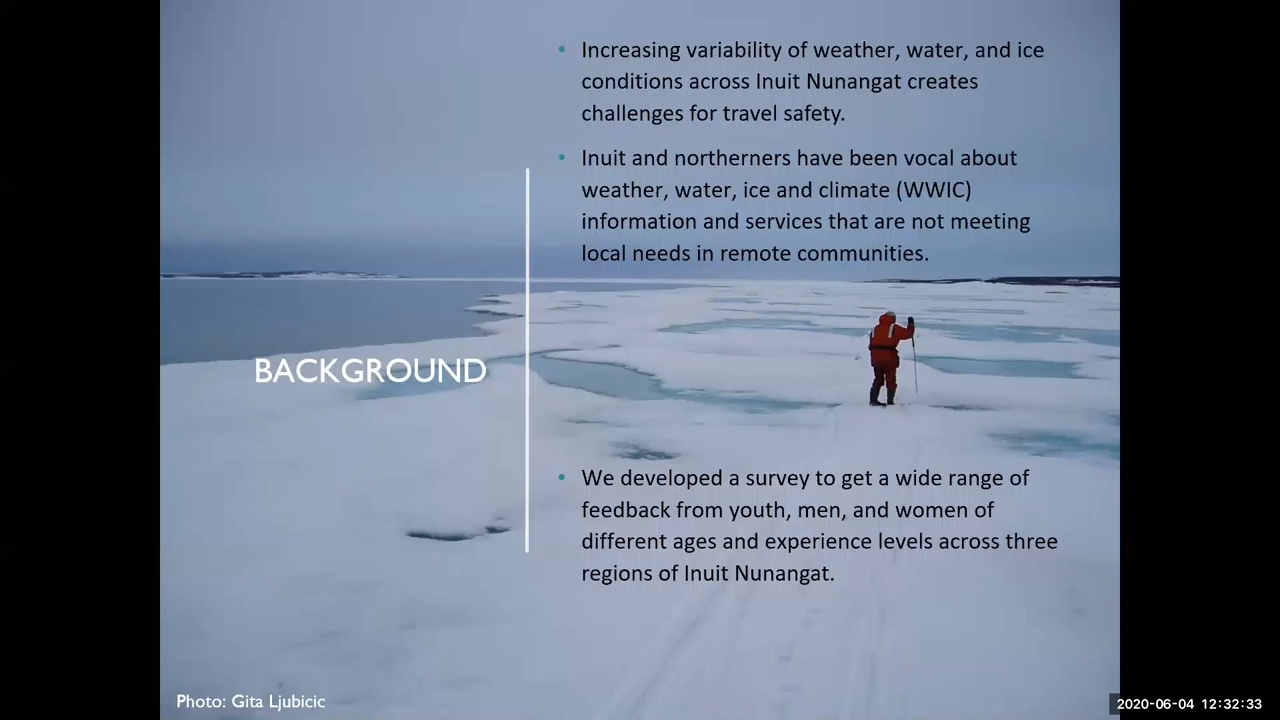 BACKGROUND
• Increasing variability of weather, water, and ice
conditions across Inuit Nunangat creates
challenges for travel safety.
• Inuit and northerners have been vocal about
weather, water, ice and climate (WWIC)
information and services that are not meeting
local needs in remote communities.
• We developed a survey to get a wide range of
feedback from youth, men, and women of
different ages and experience levels across three
regions of Inuit Nunangat.
Photo: Gita Ljubicic
2020-06-04 12:32:33